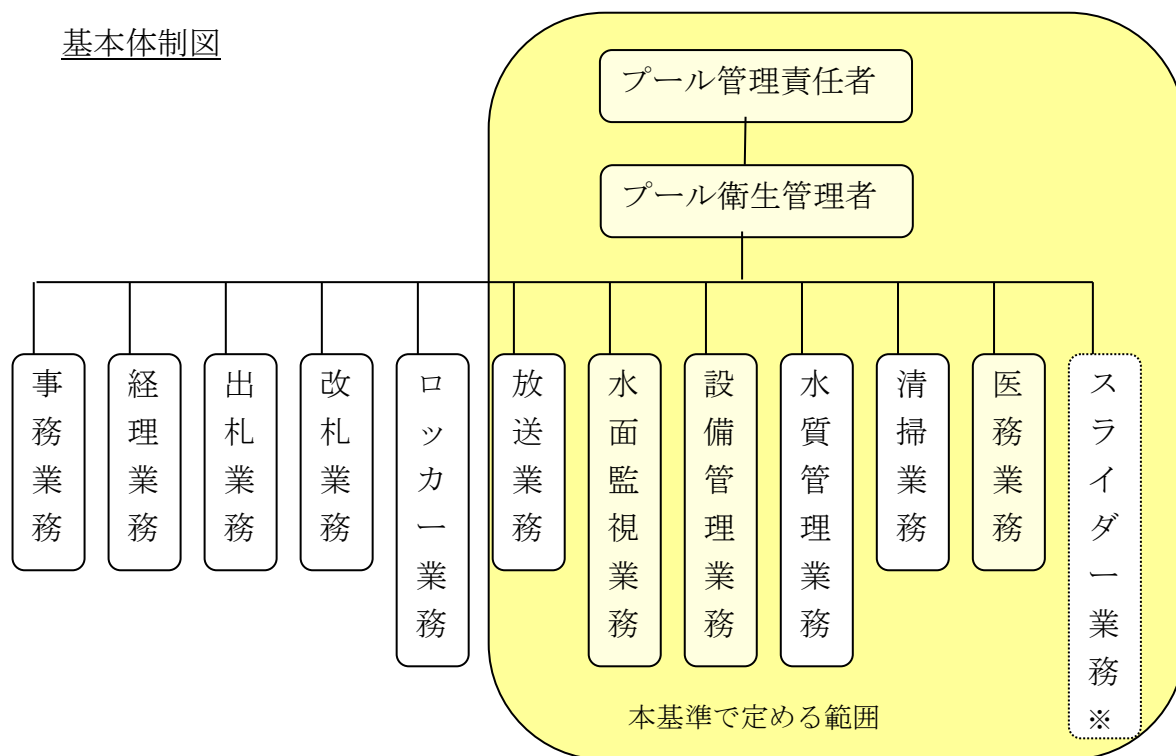 基本体制図
プール管理責任者
プール衛生管理者
事務業務
経理業務
出札業務
改札業務
ロッカー業務
放送業務
水面監視業務
設備管理業務
水質管理業務
清掃業務
医務業務
スライダー業務※
本基準で定める範囲